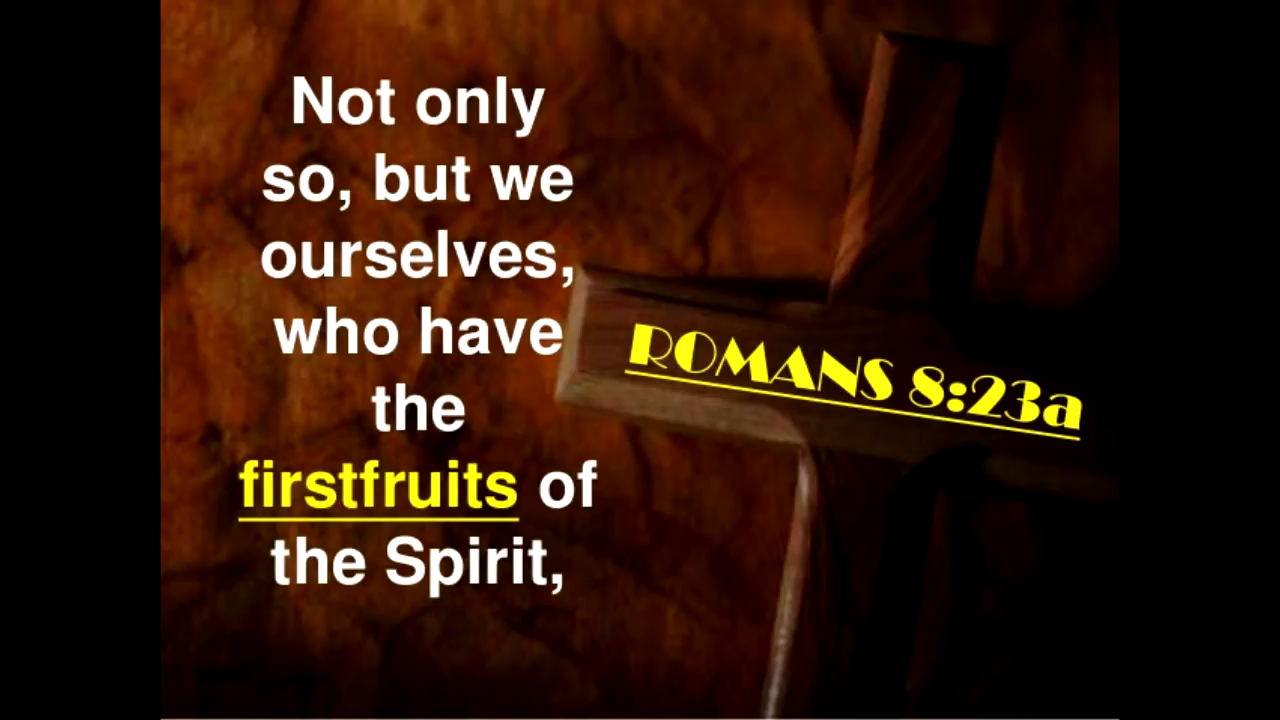 Not only
so, but we
ourselves,
who have
the
firstfruits of
the Spirit,
ROMANS 8:23a